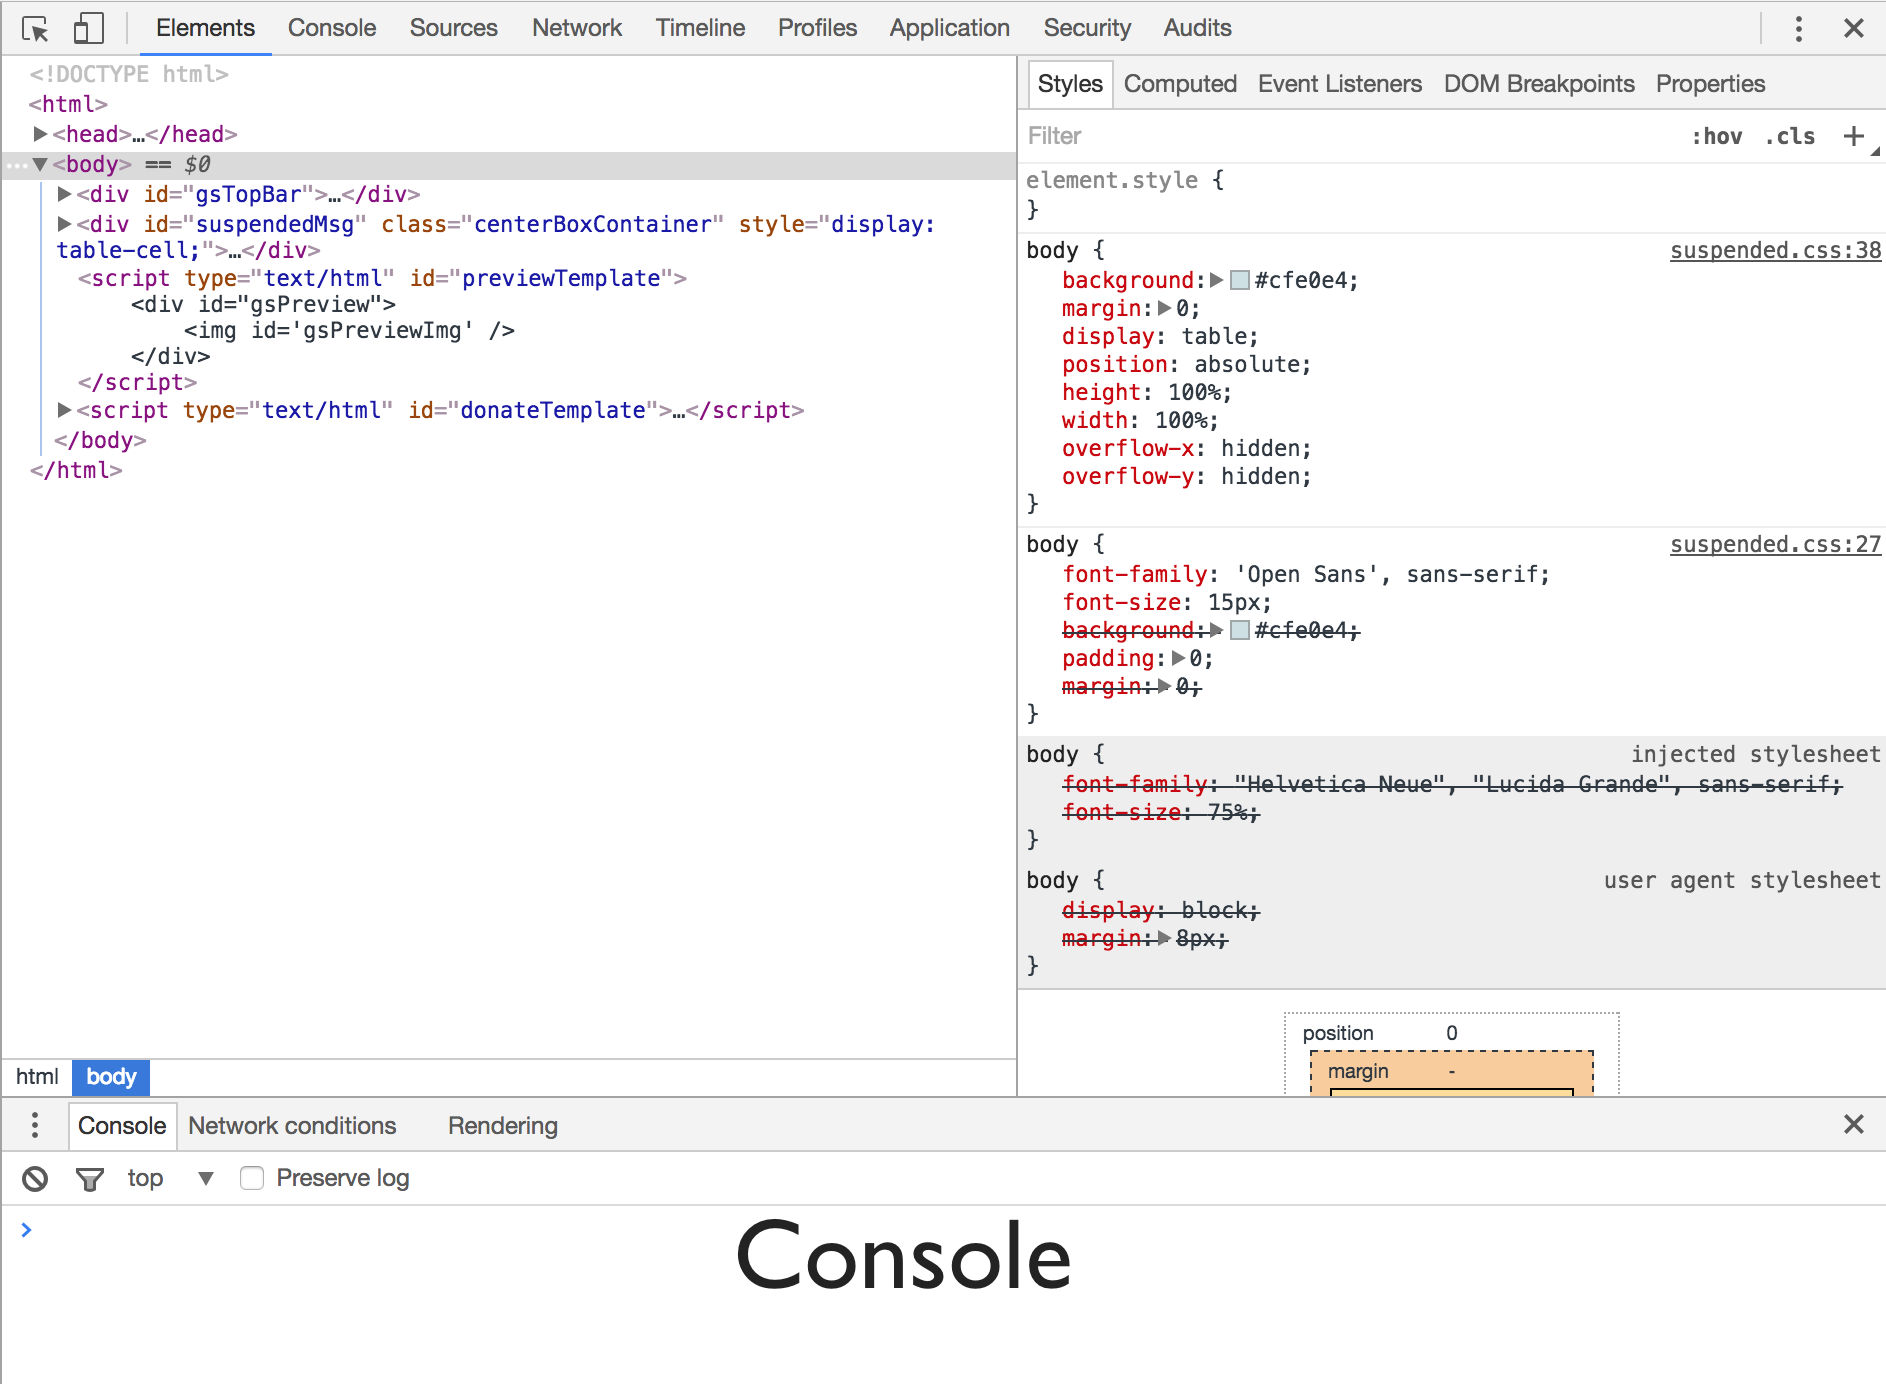 Elements Console Sources Network Timeline Profiles Application Security Audits
<!DOCTYPE html>
<html>
<head>…</head>
<body> == $0
<div id="gsTopBar">…</div>
<div id="suspendedMsg" class="centerBoxContainer" style="display:
table-cell;">…</div>
<script type="text/html" id="previewTemplate">
<div id="gsPreview">
<img id='gsPreviewImg' />
</div>
</script>
<script type="text/html" id="donateTemplate">…</script>
</body>
</html>
html body
Styles Computed Event Listeners DOM Breakpoints Properties
Filter :hov .cls +
element.style {
}
body { suspended.css:38
background: #cfe0e4;
margin: 0;
display: table;
position: absolute;
height: 100%;
width: 100%;
overflow-x: hidden;
overflow-y: hidden;
}
body { suspended.css:27
font-family: 'Open Sans', sans-serif;
font-size: 15px;
background: #cfe0e4;
padding: 0;
margin: 0;
}
body { injected stylesheet
font-family: "Helvetica Neue", "Lucida Grande", sans-serif;
font-size: 75%;
}
body { user agent stylesheet
display: block;
margin: 8px;
}
position 0
margin -
Console Network conditions Rendering
top Preserve log
Console